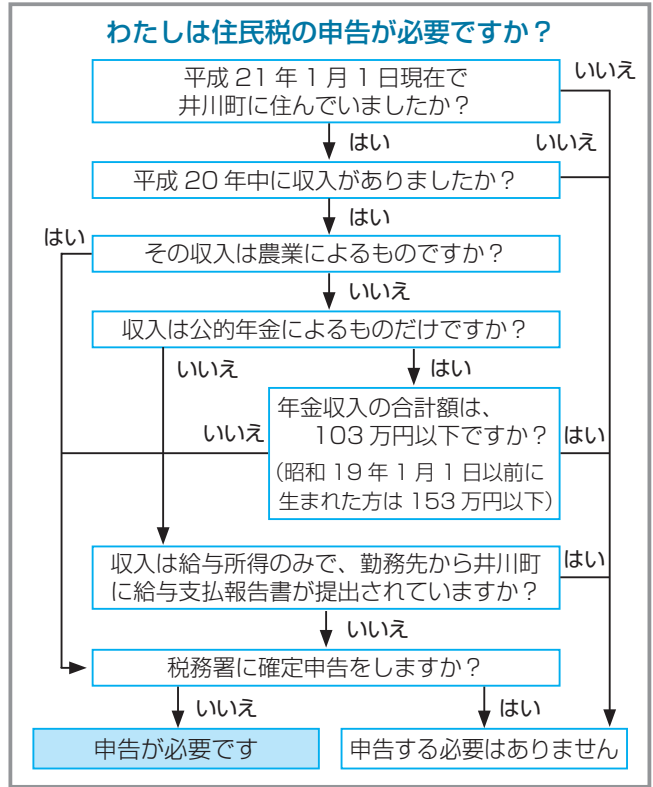 わたしは住民税の申告が必要ですか？
平成 21 年 1 月 1 日現在で
井川町に住んでいましたか？
いいえ
はい
いいえ
平成 20 年中に収入がありましたか？
はい
はい
その収入は農業によるものですか？
いいえ
収入は公的年金によるものだけですか？
いいえ
はい
年金収入の合計額は、
103 万円以下ですか？
いいえ
はい
（昭和 19 年 1 月 1 日以前に
生まれた方は 153 万円以下）
収入は給与所得のみで、勤務先から井川町
に給与支払報告書が提出されていますか？
はい
いいえ
税務署に確定申告をしますか？
いいえ
はい
申告が必要です
申告する必要はありません